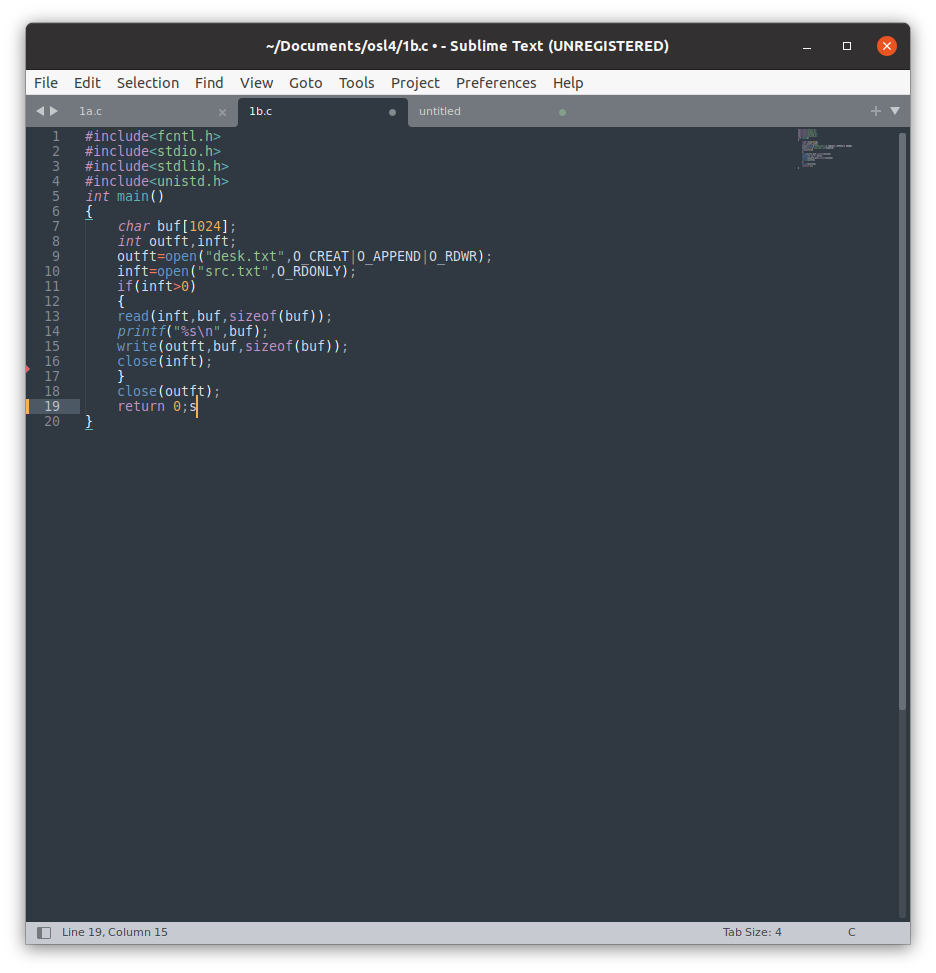 ~/Documents/osl4/1b.c • - Sublime Text (UNREGISTERED)
File Edit Selection Find View Goto Tools Project Preferences Help
1a.c 1b.c untitled
1 #include<fcntl.h>
2 #include<stdio.h>
3 #include<stdlib.h>
4 #include<unistd.h>
5 int main()
6 {
7 char buf[1024];
8 int outft,inft;
9 outft=open("desk.txt",O_CREAT|O_APPEND|O_RDWR);
10 inft=open("src.txt",O_RDONLY);
11 if(inft>0)
12 {
13 read(inft,buf,sizeof(buf));
14 printf("%s\n",buf);
15 write(outft,buf,sizeof(buf));
16 close(inft);
17 }
18 close(outft);
19 return 0;s
20 }
Line 19, Column 15 Tab Size: 4 C